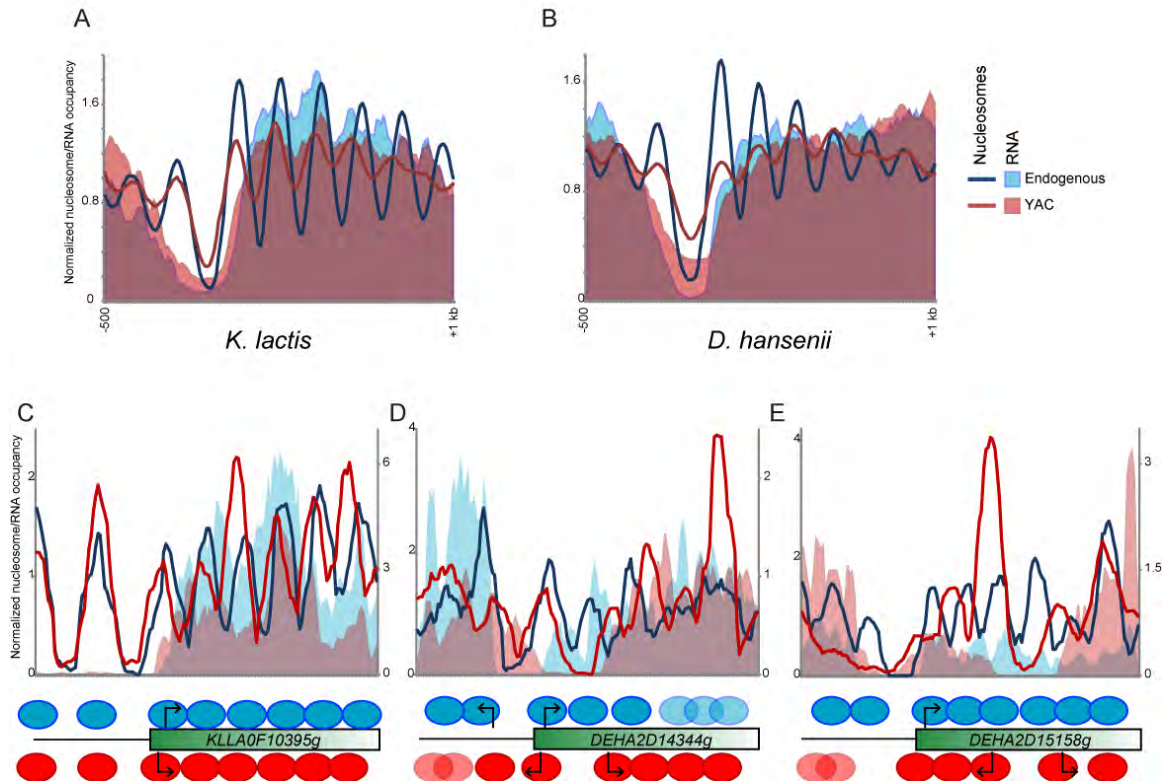 A
B
Normalized nucleosome/RNA occupancy
1.6
0.8
0
-500
+1 kb
K. lactis
1.6
0.8
0
-500
+1 kb
D. hansenii
Nucleosomes
RNA
Endogenous
YAC
C
D
E
Normalized nucleosome/RNA occupancy
2
1
0
6
3
0
4
2
0
2
1
0
4
2
0
3
1.5
0
KLLA0F10395g
DEHA2D14344g
DEHA2D15158g